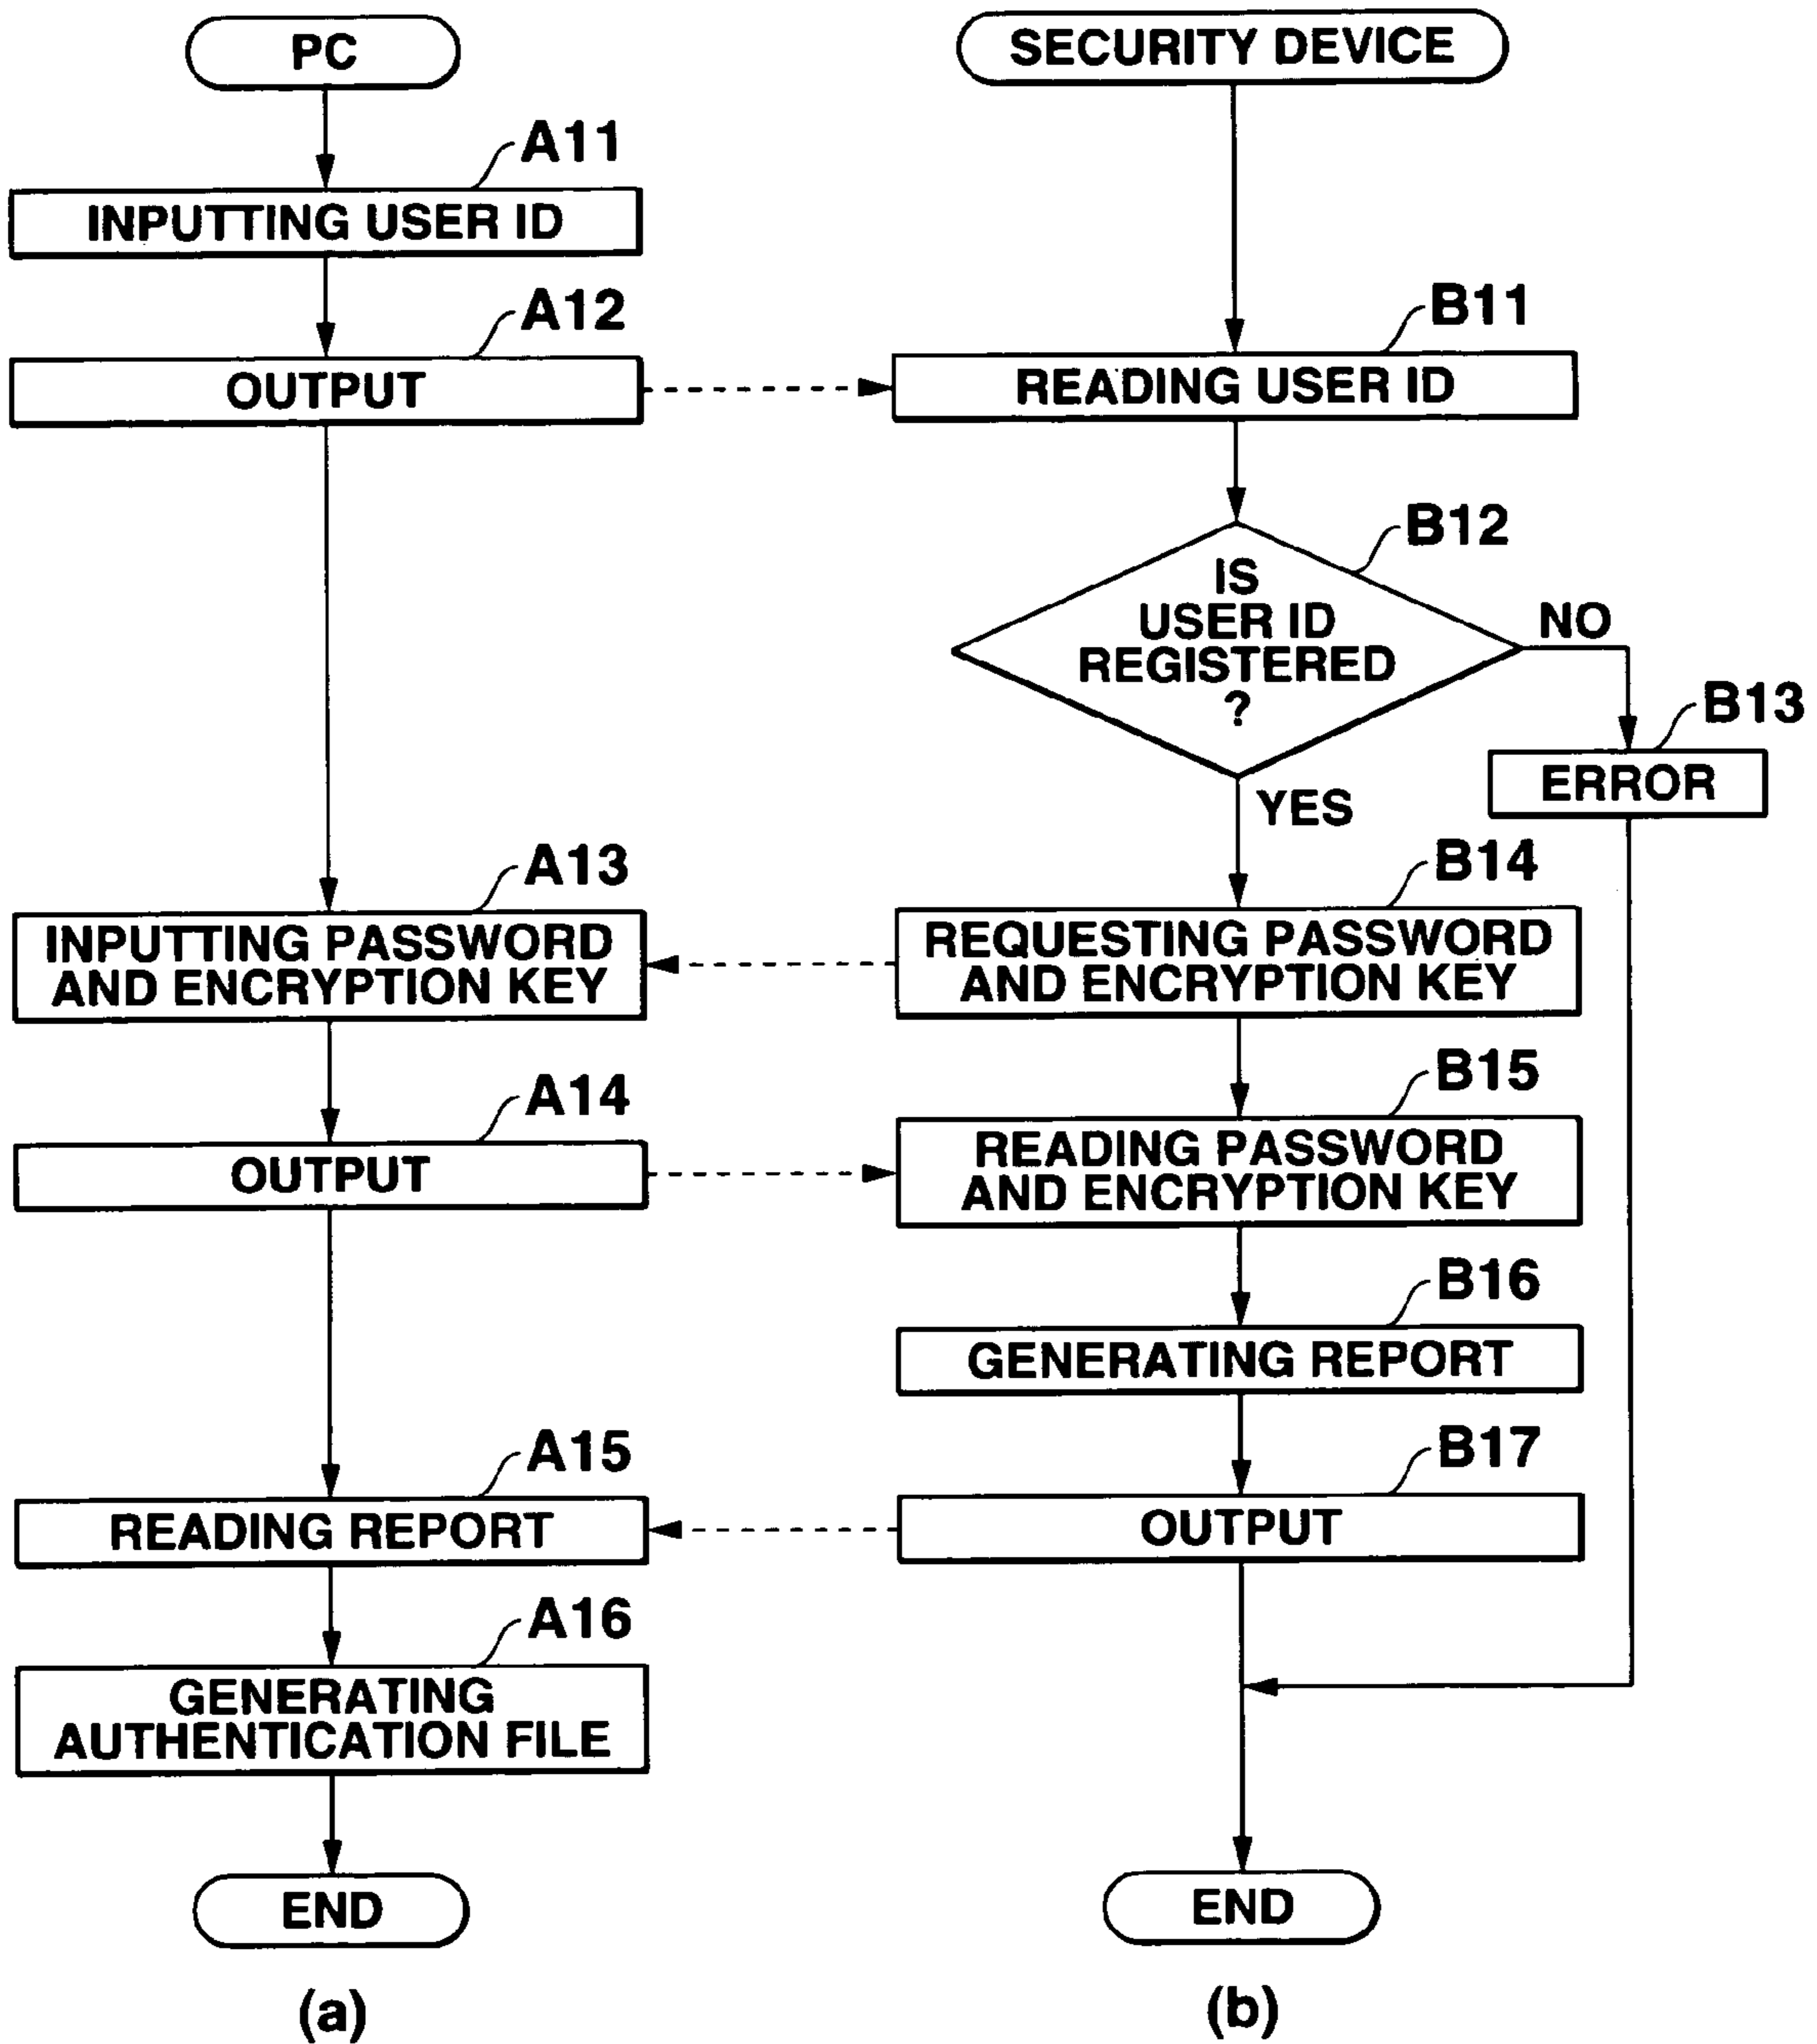 PC
A11
INPUTTING USER ID
A12
OUTPUT
A13
INPUTTING PASSWORD
AND ENCRYPTION KEY
A14
OUTPUT
A15
READING REPORT
A16
GENERATING
AUTHENTICATION FILE
END
(a)
SECURITY DEVICE
B11
READING USER ID
B12
IS
USER ID
REGISTERED
?
NO
B13
ERROR
YES
B14
REQUESTING PASSWORD
AND ENCRYPTION KEY
B15
READING PASSWORD
AND ENCRYPTION KEY
B16
GENERATING REPORT
B17
OUTPUT
END
(b)